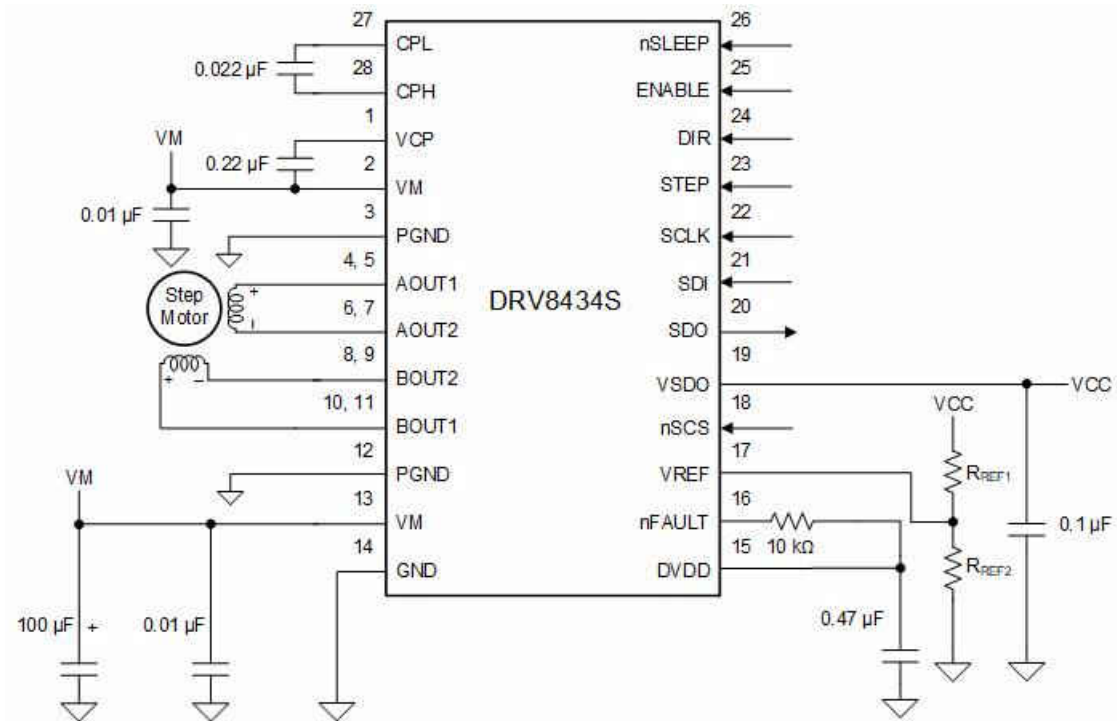 27
CPL
0.022 µF
28
CPH
1
VCP
VM
0.22 µF
2
VM
0.01 µF
3
PGND
4, 5
AOUT1
Step
Motor
+
–
6, 7
AOUT2
8, 9
BOUT2
+
–
10, 11
BOUT1
12
PGND
VM
13
VM
14
GND
100 µF +
0.01 µF
DRV8434S
26
nSLEEP
25
ENABLE
24
DIR
23
STEP
22
SCLK
21
SDI
20
SDO
19
VSDO
VCC
18
nSCS
VCC
17
VREF
RREF1
16
nFAULT
10 kΩ
0.1 µF
15
DVDD
RREF2
0.47 µF